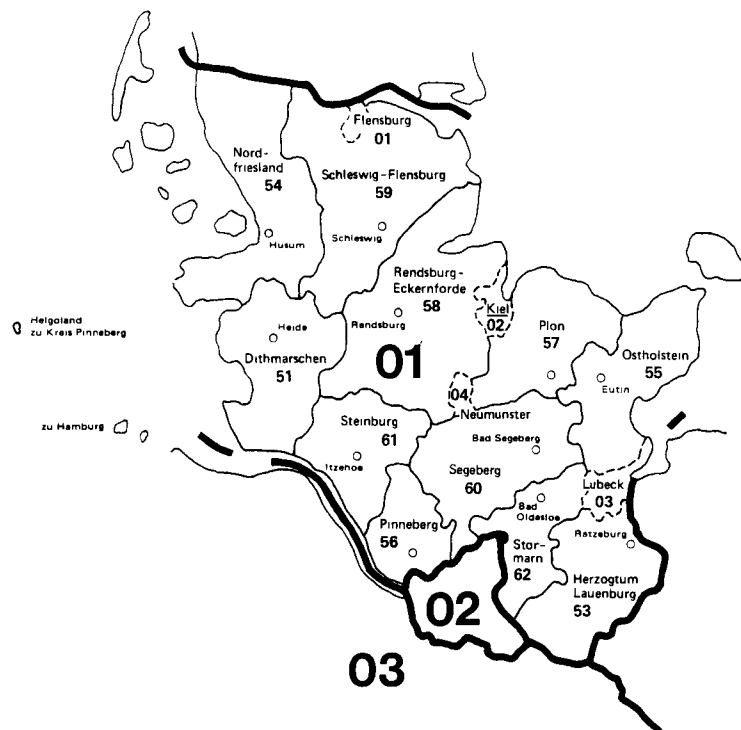 Flensburg
01
Nord-
friesland
54
Schleswig-Flensburg
59
Husum
Schleswig
Rendsburg-
Eckernforde
58
Kiel
02
Helgoland
zu Kreis Pinneberg
Heide
Rendsburg
Plon
57
Ostholstein
55
Dithmarschen
51
01
Eutin
04
Neumunster
zu Hamburg
Steinburg
61
Bad Segeberg
Itzehoe
Segeberg
60
Lubeck
03
Bad
Oldesloe
Pinneberg
56
Ratzeburg
Stor-
marn
62
Herzogtum
Lauenburg
53
02
03